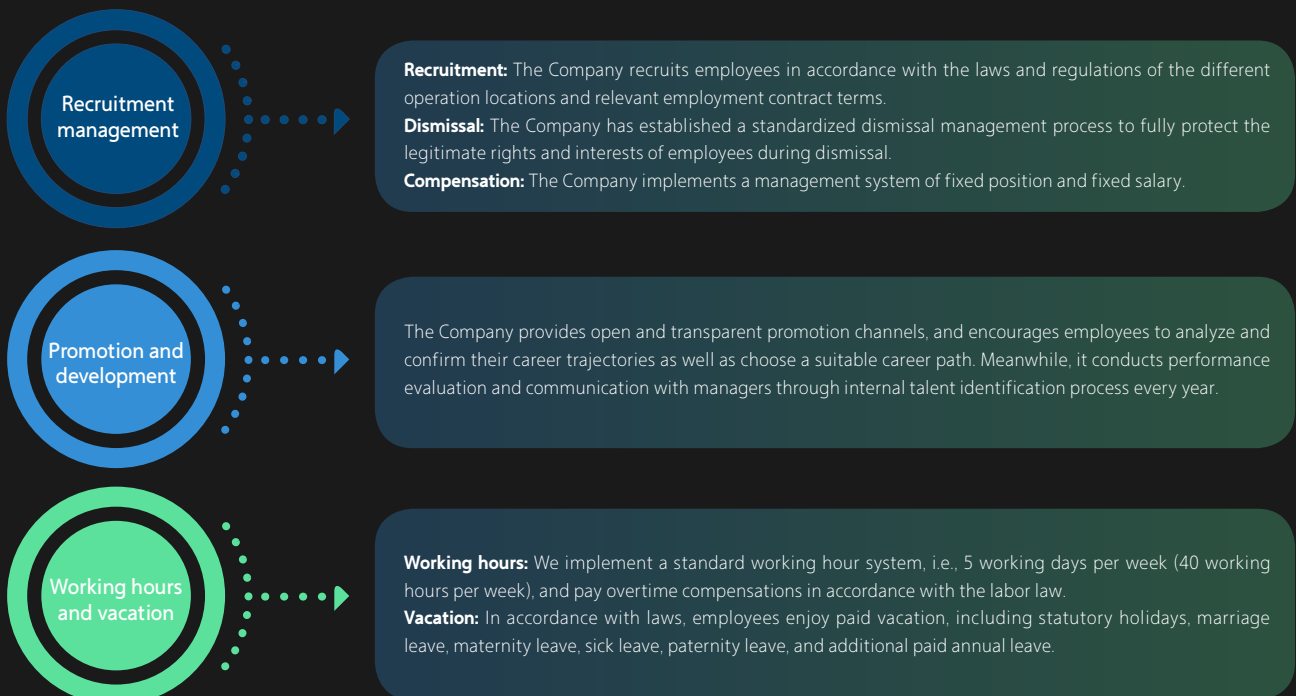 Recruitment
management
Recruitment: The Company recruits employees in accordance with the laws and regulations of the different
operation locations and relevant employment contract terms.
Dismissal: The Company has established a standardized dismissal management process to fully protect the
legitimate rights and interests of employees during dismissal.
Compensation: The Company implements a management system of fixed position and fixed salary.
Promotion and
development
The Company provides open and transparent promotion channels, and encourages employees to analyze and
confirm their career trajectories as well as choose a suitable career path. Meanwhile, it conducts performance
evaluation and communication with managers through internal talent identification process every year.
Working hours
and vacation
Working hours: We implement a standard working hour system, i.e., 5 working days per week (40 working
hours per week), and pay overtime compensations in accordance with the labor law.
Vacation: In accordance with laws, employees enjoy paid vacation, including statutory holidays, marriage
leave, maternity leave, sick leave, paternity leave, and additional paid annual leave.